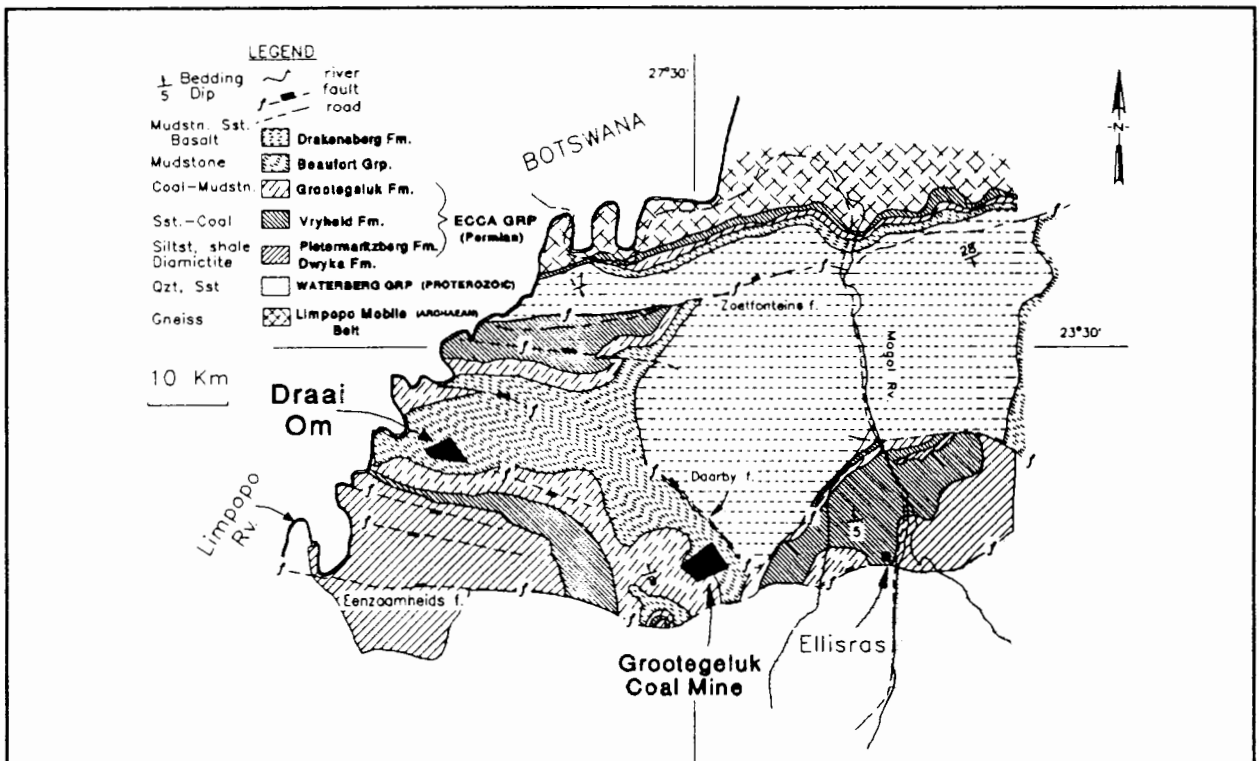 LEGEND
1/5 Bedding Dip
river
fault
road
Mudstn. Sst. Basalt
Drakensberg Fm.
Mudstone
Beaufort Grp.
Coal-Mudstn.
Grootegeluk Fm.
Sst.-Coal
Vryheid Fm.
ECCA GRP
(Permian)
Siltst, shale
Pietermaritzberg Fm.
Diamictite
Dwyka Fm.
Qzt, Sst
WATERBERG GRP (PROTEROZOIC)
Gneiss
Limpopo Mobile (ARCHAEAN)
Belt
10 Km
27°30'
BOTSWANA
N
23°30'
Zoetfonteins f.
Mogol Rv
28
Draai
Om
Daarby f.
Limpopo
Rv.
5
Eenzaamheids f.
Ellisras
Grootegeluk
Coal Mine
f
f
f
f
f
f
f
f
f
f
f
f
f
f